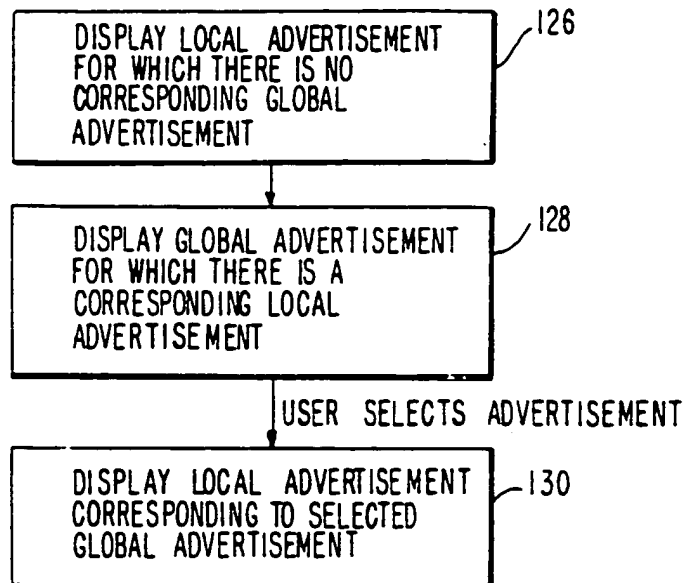 DISPLAY LOCAL ADVERTISEMENT
FOR WHICH THERE IS NO
CORRESPONDING GLOBAL
ADVERTISEMENT
126
DISPLAY GLOBAL ADVERTISEMENT
FOR WHICH THERE IS A
CORRESPONDING LOCAL
ADVERTISEMENT
128
USER SELECTS ADVERTISEMENT
DISPLAY LOCAL ADVERTISEMENT
CORRESPONDING TO SELECTED
GLOBAL ADVERTISEMENT
130